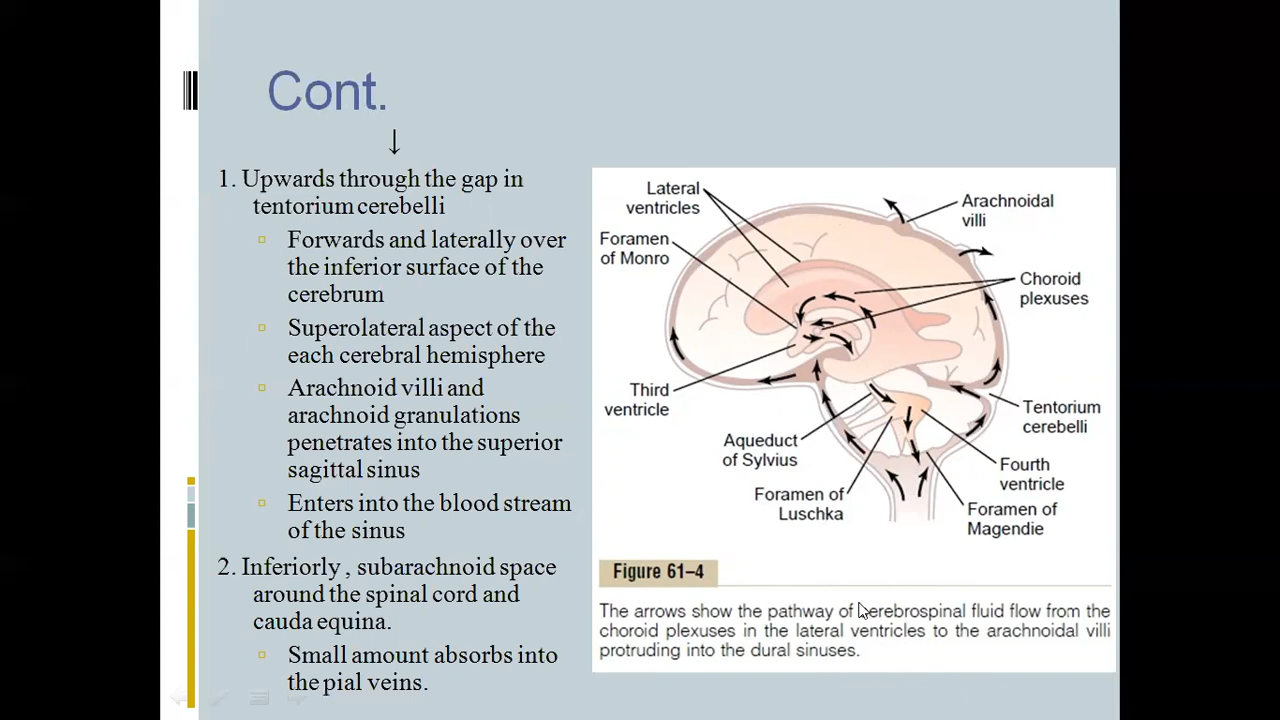 Cont.
↓
1. Upwards through the gap in
tentorium cerebelli
Forwards and laterally over
the inferior surface of the
cerebrum
Superolateral aspect of the
each cerebral hemisphere
Arachnoid villi and
arachnoid granulations
penetrates into the superior
sagittal sinus
Enters into the blood stream
of the sinus
2. Inferiorly , subarachnoid space
around the spinal cord and
cauda equina.
Small amount absorbs into
the pial veins.
Lateral
ventricles
Foramen
of Monro
Third
ventricle
Aqueduct
of Sylvius
Foramen of
Luschka
Arachnoidal
villi
Choroid
plexuses
Tentorium
cerebelli
Fourth
ventricle
Foramen of
Magendie
Figure 61–4
The arrows show the pathway of cerebrospinal fluid flow from the
choroid plexuses in the lateral ventricles to the arachnoidal villi
protruding into the dural sinuses.